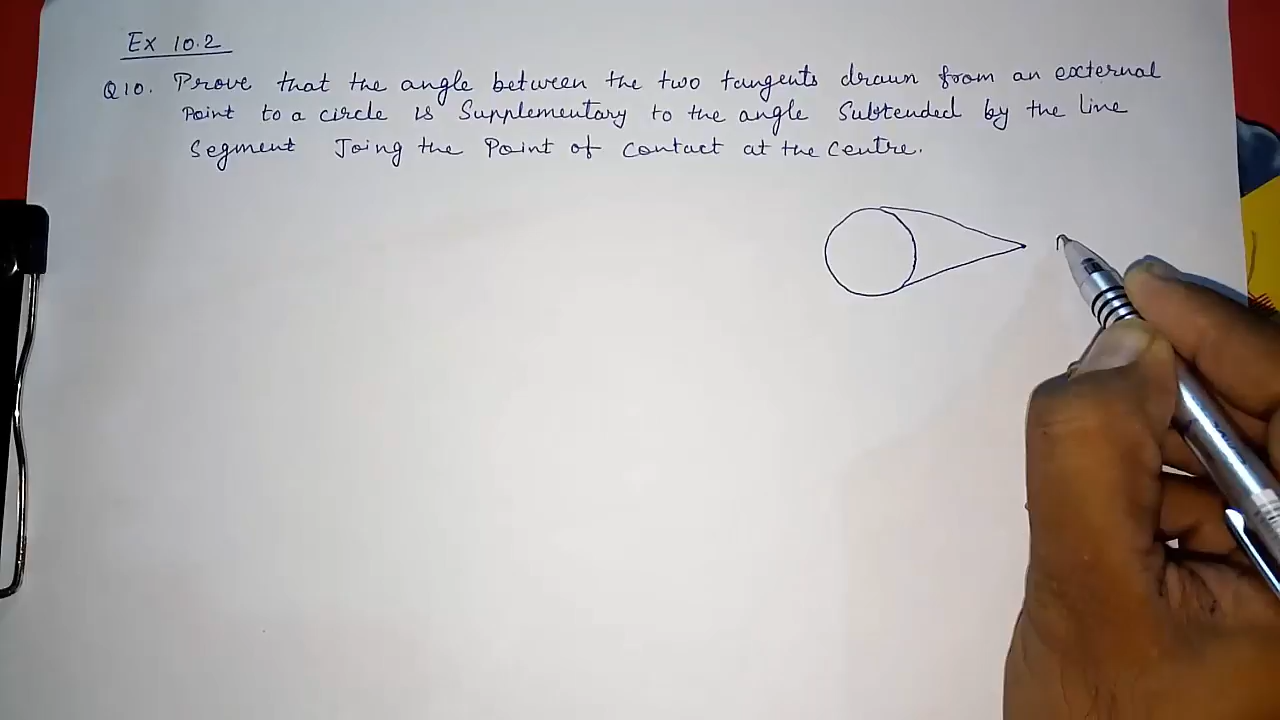 Ex 10.2
Q10. Prove that the angle between the two tangents drawn from an external
Point to a circle is Supplementary to the angle Subtended by the line
Segment Joing the Point of Contact at the Centre.